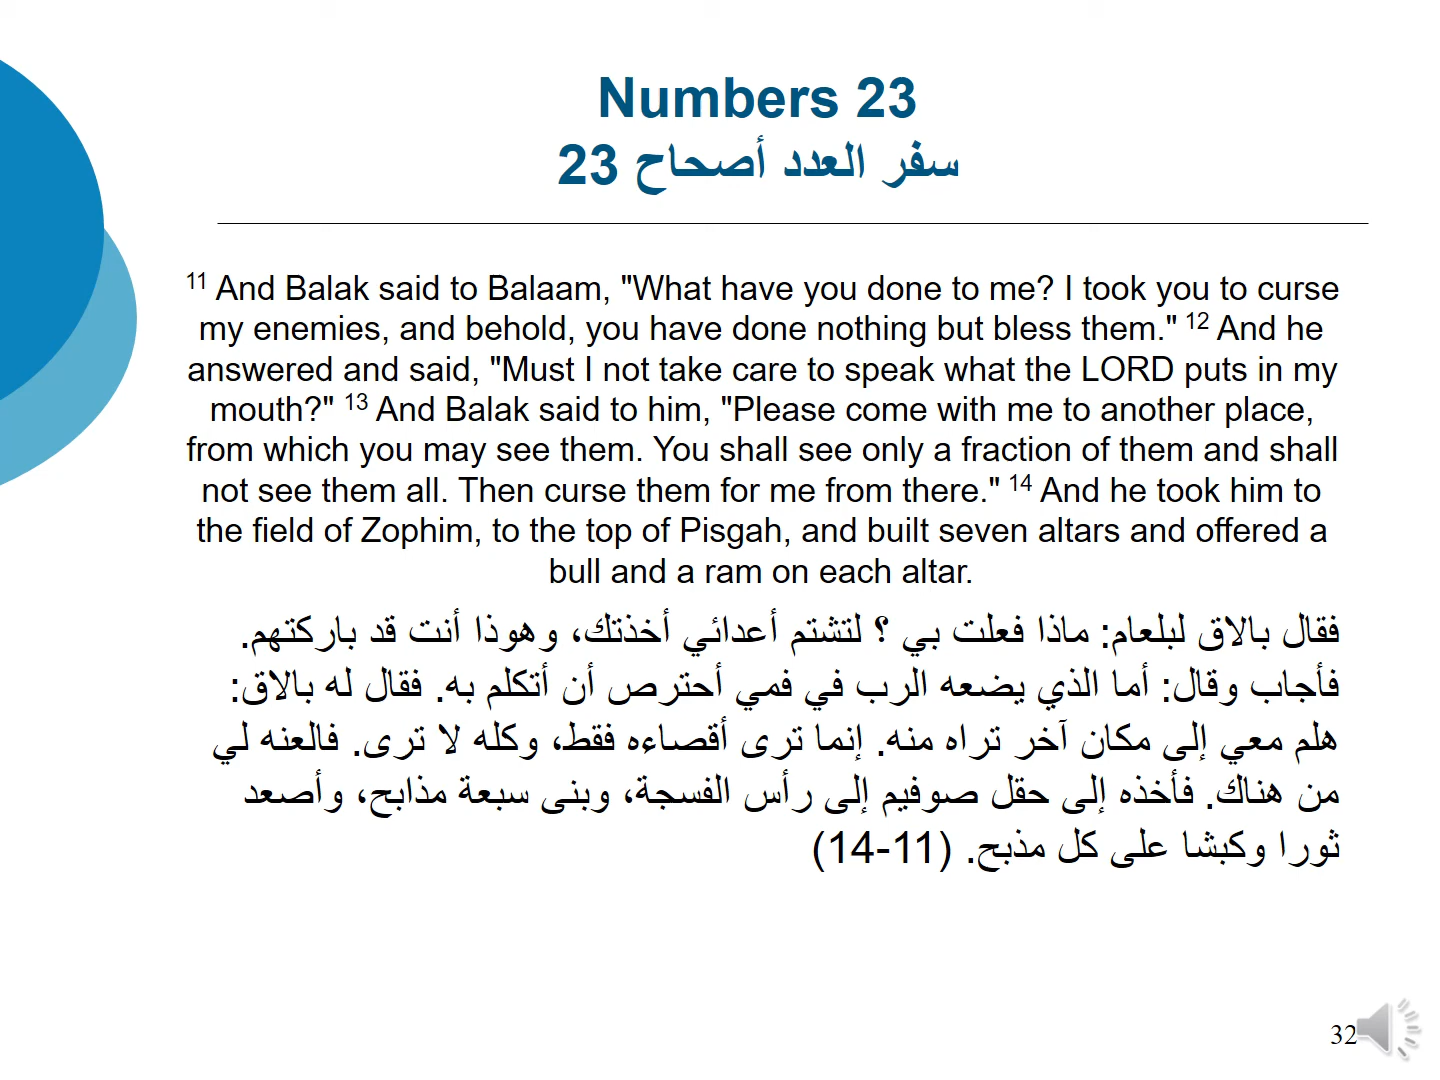 Numbers 23
سفر العدد أصحاح 23
11 And Balak said to Balaam, "What have you done to me? I took you to curse
my enemies, and behold, you have done nothing but bless them." 12 And he
answered and said, "Must I not take care to speak what the LORD puts in my
mouth?" 13 And Balak said to him, "Please come with me to another place,
from which you may see them. You shall see only a fraction of them and shall
not see them all. Then curse them for me from there." 14 And he took him to
the field of Zophim, to the top of Pisgah, and built seven altars and offered a
bull and a ram on each altar.
فقال بالاق لبلعام: ماذا فعلت بي ؟ لتشتم أعدائي أخذتك، وهوذا أنت قد باركتهم.
فأجاب وقال: أما الذي يضعه الرب في فمي أحترص أن أتكلم به. فقال له بالاق:
هلم معي إلى مكان آخر تراه منه. إنما ترى أقصاءه فقط، وكله لا ترى. فالعنه لي
من هناك. فأخذه إلى حقل صوفيم إلى رأس الفسجة، وبنى سبعة مذابح، وأصعد
ثورا وكبشا على كل مذبح. (11-14)
32